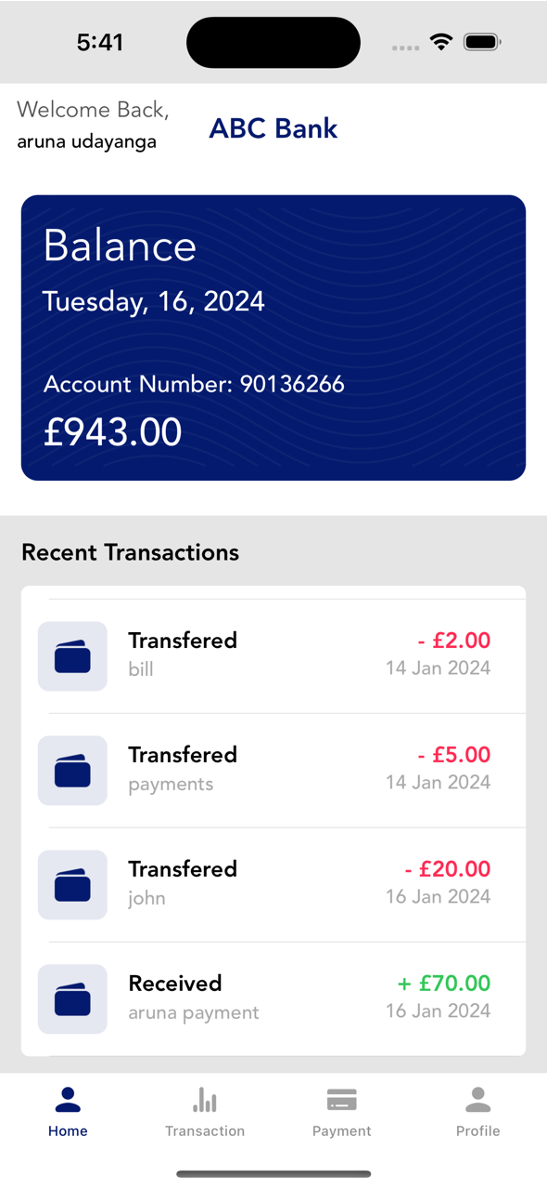 5:41
Welcome Back,
aruna udayanga
ABC Bank
Balance
Tuesday, 16, 2024
Account Number: 90136266
£943.00
Recent Transactions
Transfered - £2.00
bill 14 Jan 2024
Transfered - £5.00
payments 14 Jan 2024
Transfered - £20.00
john 16 Jan 2024
Received + £70.00
aruna payment 16 Jan 2024
Home Transaction Payment Profile